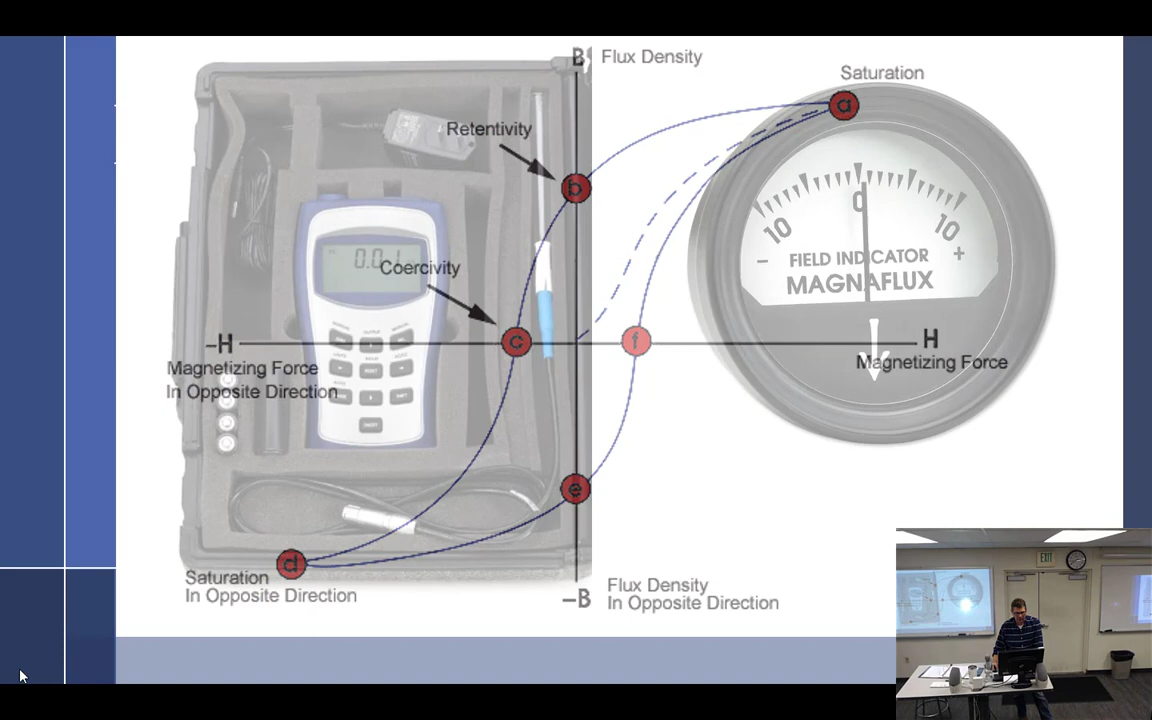 B
Flux Density
Saturation
a
Retentivity
b
0
10
10
-
+
FIELD INDICATOR
MAGNAFLUX
Coercivity
c
f
–H
H
Magnetizing Force
In Opposite Direction
Magnetizing Force
e
d
Saturation
In Opposite Direction
–B
Flux Density
In Opposite Direction
EXIT